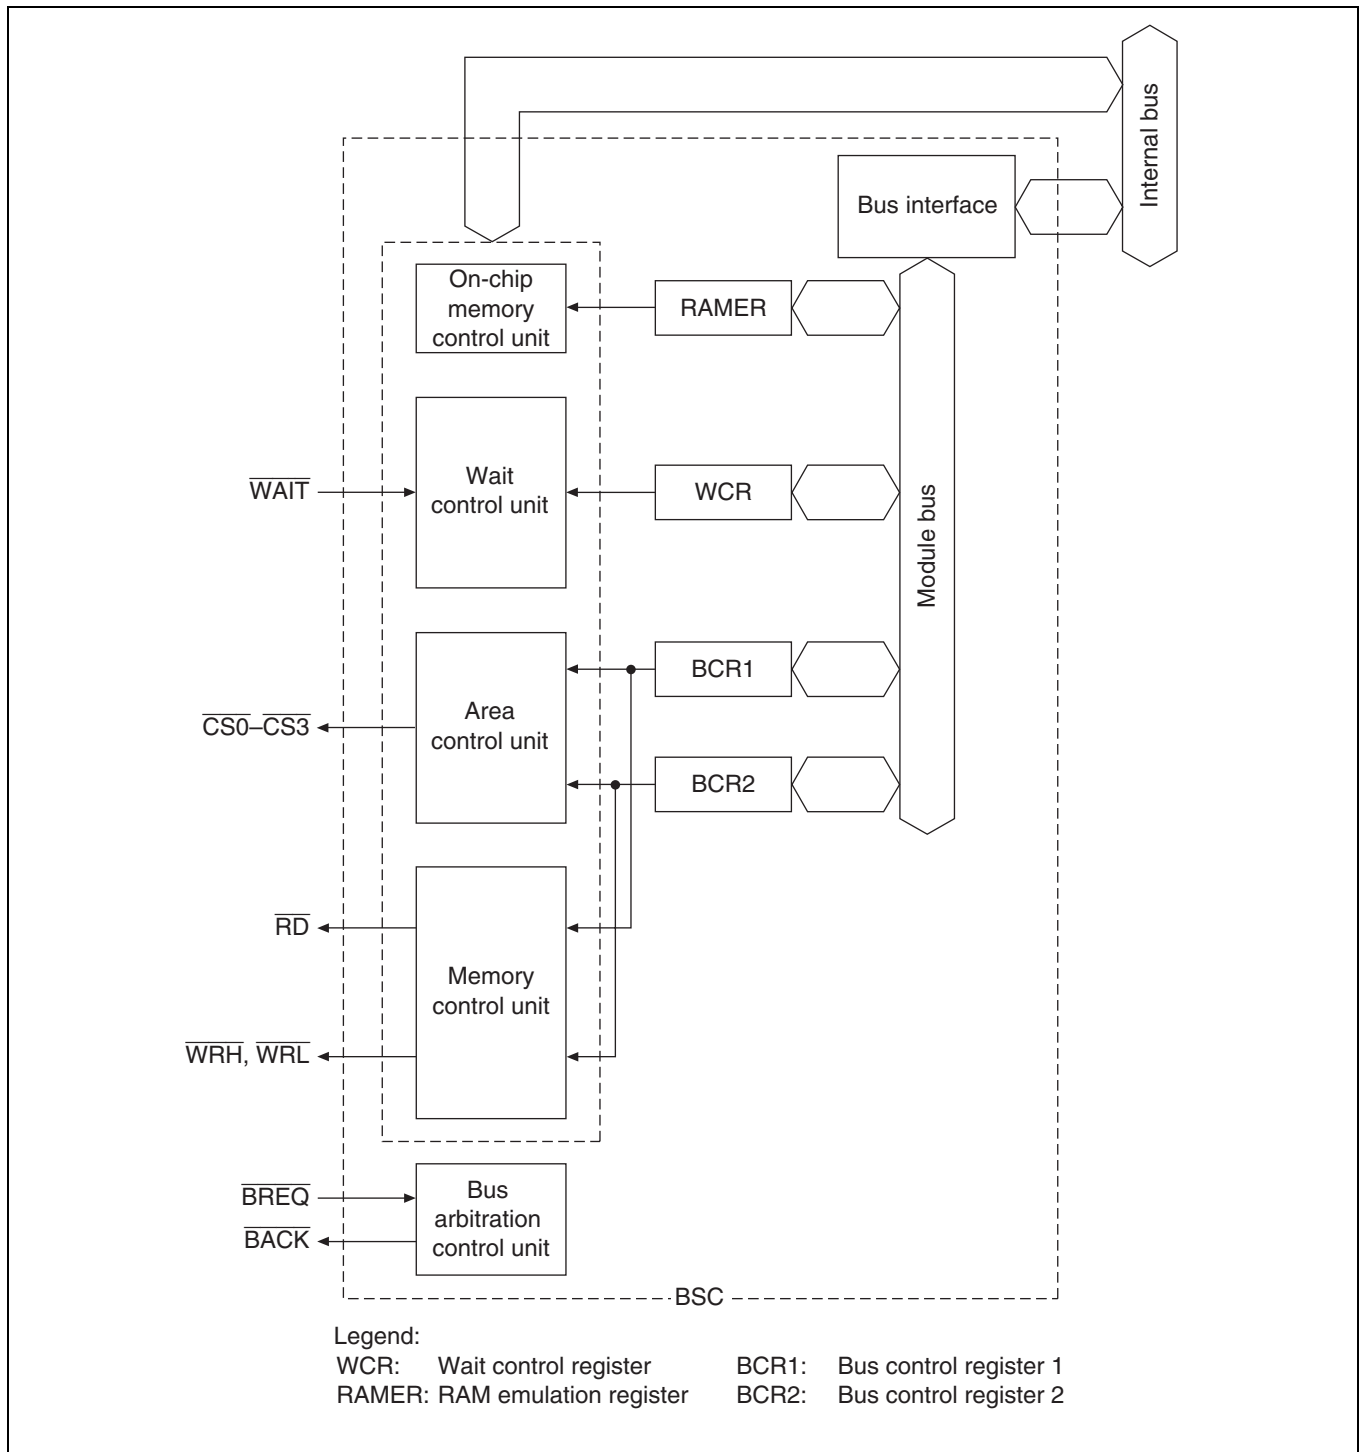 Internal bus
Bus interface
On-chip
memory
control unit
RAMER
Wait
control unit
WAIT
WCR
Module bus
BCR1
Area
control unit
CS0–CS3
BCR2
RD
Memory
control unit
WRH, WRL
BREQ
BACK
Bus
arbitration
control unit
BSC
Legend:
WCR: Wait control register BCR1: Bus control register 1
RAMER: RAM emulation register BCR2: Bus control register 2